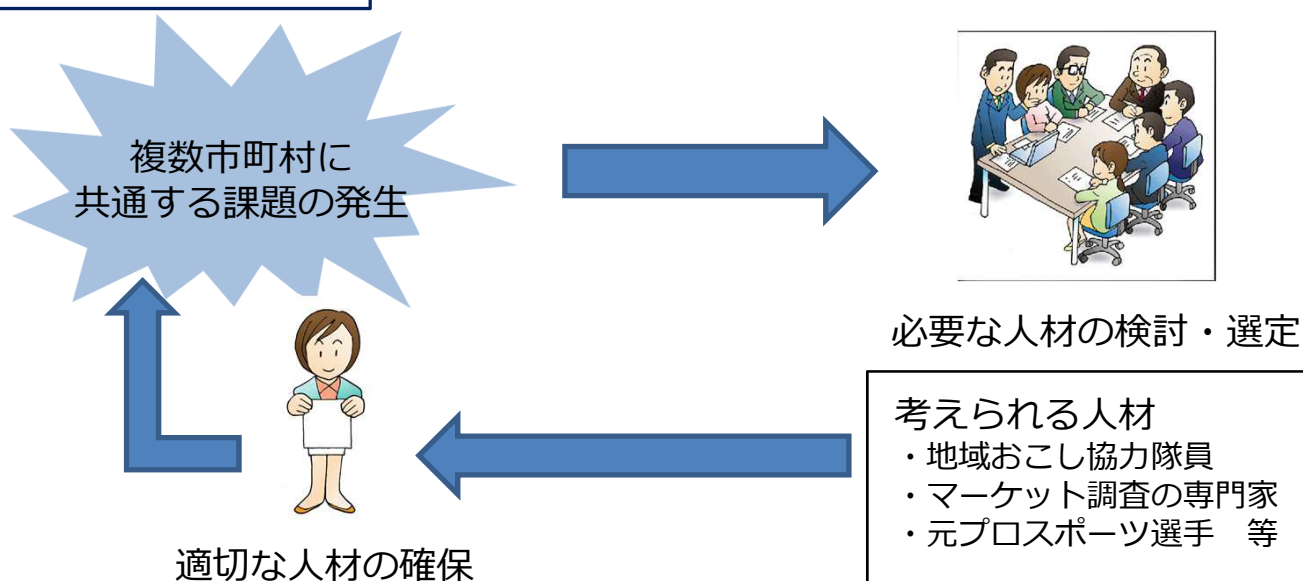 複数市町村に
共通する課題の発生
必要な人材の検討・選定
考えられる人材
・地域おこし協力隊員
・マーケット調査の専門家
・元プロスポーツ選手　等
適切な人材の確保